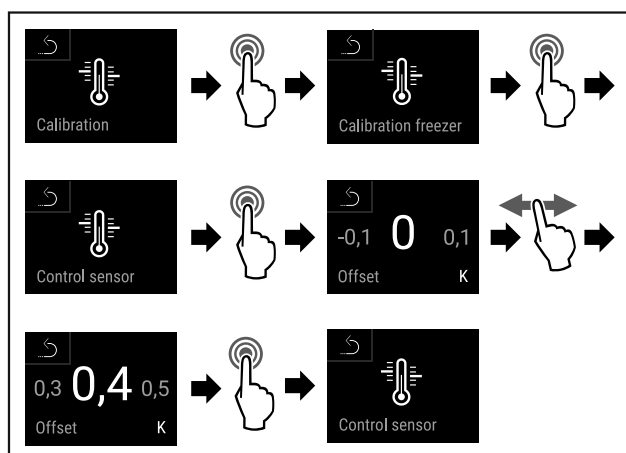 Calibration
Calibration freezer
Control sensor
-0,1 0 0,1
Offset K
0,3 0,4 0,5
Offset K
Control sensor